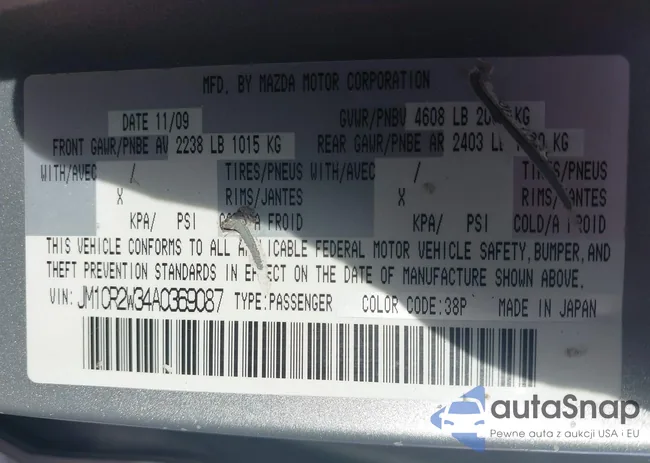 MFD. BY MAZDA MOTOR CORPORATION
DATE 11/09 GVWR/PNBV 4608 LB KG
FRONT GAWR/PNBE AV 2238 LB 1015 KG REAR GAWR/PNBE AR 2403 KG
WITH/AVEC / TIRES/PNEUS WITH/AVEC / TIRES/PNEUS
X RIMS/JANTES X
KPA/ PSI FROID KPA/ PSI COLD/A
THIS VEHICLE CONFORMS TO ALL FEDERAL MOTOR VEHICLE SAFETY, BUMPER, AND
THEFT PREVENTION STANDARDS IN ON THE DATE OF MANUFACTURE SHOWN ABOVE.
VIN: JM1CR2W34A0369087 TYPE:PASSENGER COLOR CODE:38P MADE IN JAPAN
autaSnap
Pewne auta z aukcji USA i EU